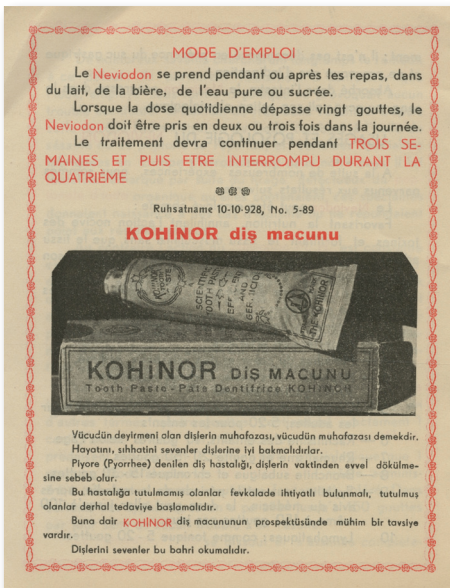 MODE D'EMPLOI
Le Neviodon se prend pendant ou après les repas, dans
du lait, de la bière, de l'eau pure ou sucrée.
Lorsque la dose quotidienne dépasse vingt gouttes, le
Neviodon doit être pris en deux ou trois fois dans la journée.
Le traitement devra continuer pendant TROIS SE-
MAINES ET PUIS ETRE INTERROMPU DURANT LA
QUATRIÈME
Ruhsatname 10-10-928, No. 5-89
KOHİNOR diş macunu
SCIENTIFIC
TOOTH PASTE
EFFECTIVE
AND
GERMICIDAL
KOHİNOR DİŞ MACUNU
Tooth Paste - Pâte Dentifrice KOHİNOR
Vücudün deyirmeni olan dişlerin muhafazası, vücudün muhafazası demekdir.
Hayatını, sıhhatini sevenler dişlerine iyi bakmalıdırlar.
Piyore (Pyorrhee) denilen diş hastalığı, dişlerin vaktinden evvel dökülme-
sine sebeb olur.
Bu hastalığa tutulmamış olanlar fevkalade ihtiyatlı bulunmalı, tutulmuş
olanlar derhal tedaviye başlamalıdır.
Buna dair KOHİNOR diş macununun prospektüsünde mühim bir tavsiye
vardır.
Dişlerini sevenler bu bahri okumalıdır.